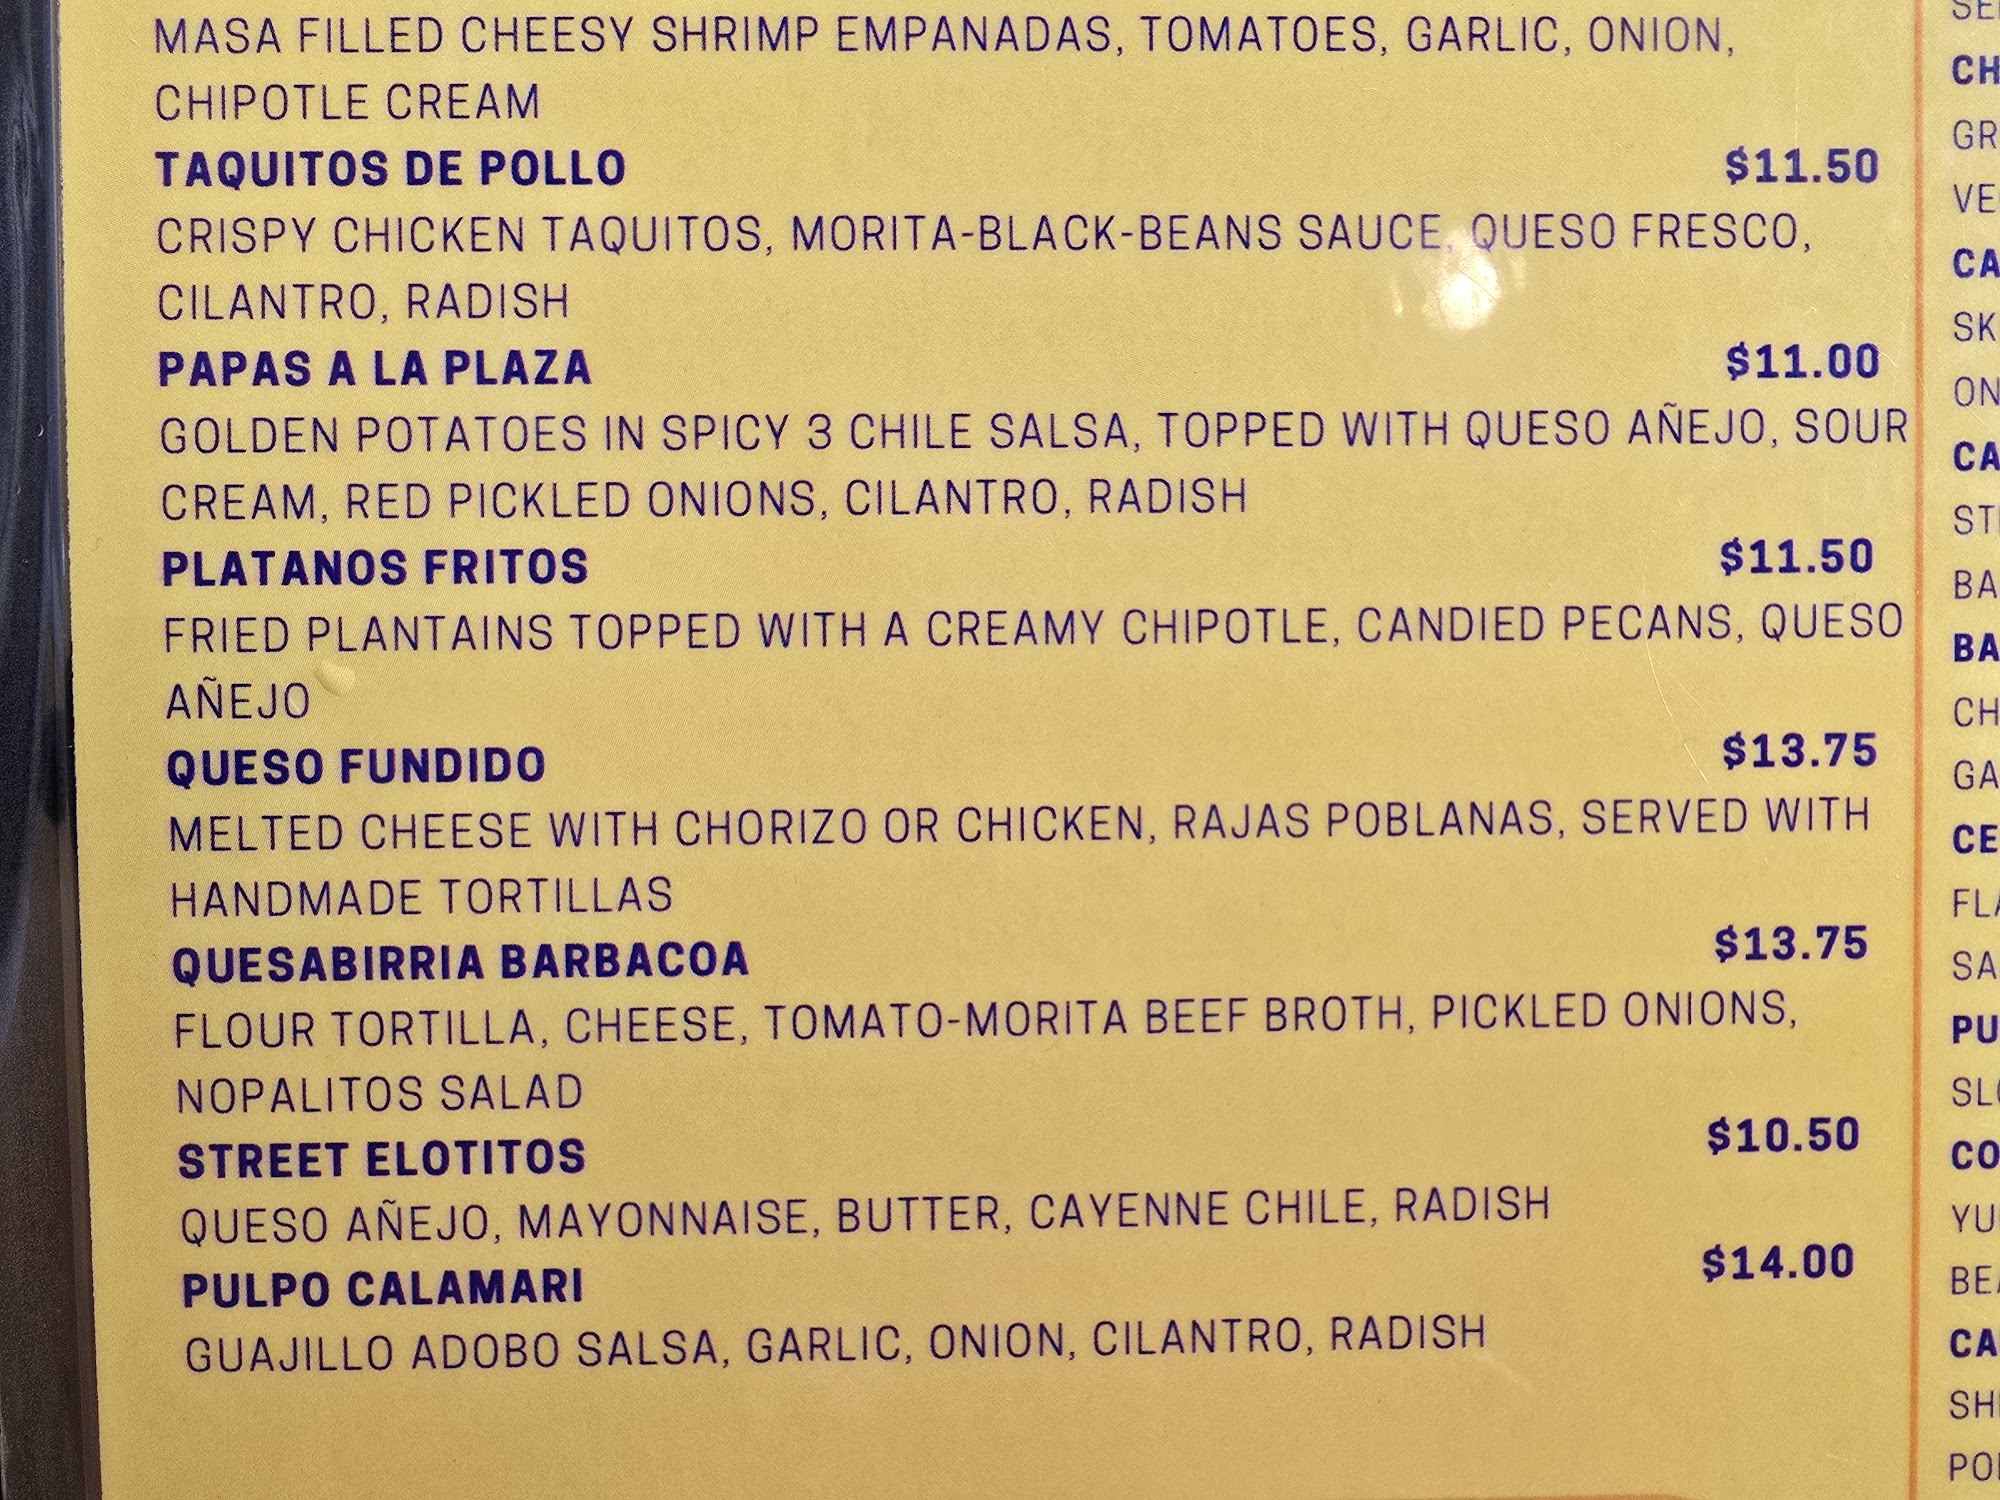 MASA FILLED CHEESY SHRIMP EMPANADAS, TOMATOES, GARLIC, ONION,
CHIPOTLE CREAM
TAQUITOS DE POLLO $11.50
CRISPY CHICKEN TAQUITOS, MORITA-BLACK-BEANS SAUCE, QUESO FRESCO,
CILANTRO, RADISH
PAPAS A LA PLAZA $11.00
GOLDEN POTATOES IN SPICY 3 CHILE SALSA, TOPPED WITH QUESO AÑEJO, SOUR
CREAM, RED PICKLED ONIONS, CILANTRO, RADISH
PLATANOS FRITOS $11.50
FRIED PLANTAINS TOPPED WITH A CREAMY CHIPOTLE, CANDIED PECANS, QUESO
AÑEJO
QUESO FUNDIDO $13.75
MELTED CHEESE WITH CHORIZO OR CHICKEN, RAJAS POBLANAS, SERVED WITH
HANDMADE TORTILLAS
QUESABIRRIA BARBACOA $13.75
FLOUR TORTILLA, CHEESE, TOMATO-MORITA BEEF BROTH, PICKLED ONIONS,
NOPALITOS SALAD
STREET ELOTITOS $10.50
QUESO AÑEJO, MAYONNAISE, BUTTER, CAYENNE CHILE, RADISH
PULPO CALAMARI $14.00
GUAJILLO ADOBO SALSA, GARLIC, ONION, CILANTRO, RADISH